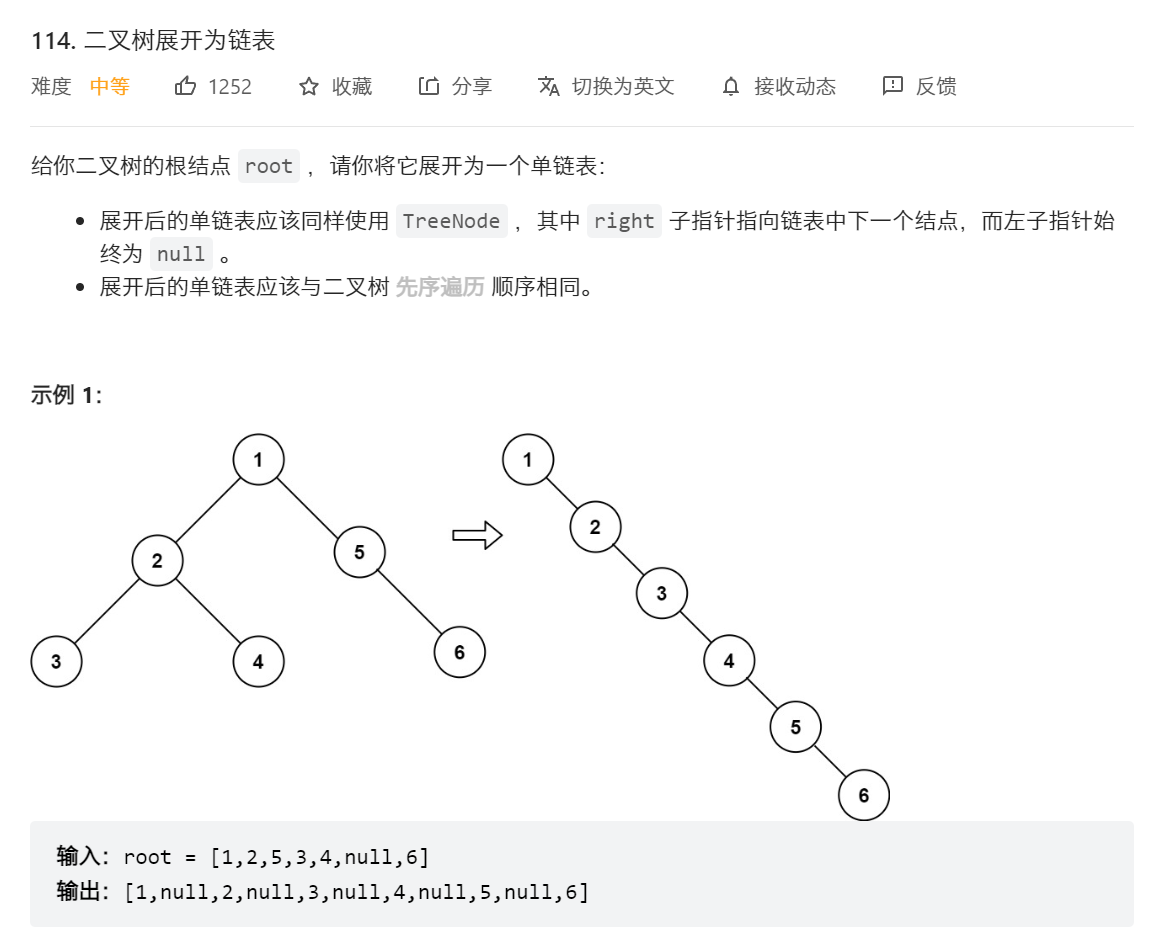 114. 二叉树展开为链表
难度 中等 1252 收藏 分享 切换为英文 接收动态 反馈
给你二叉树的根结点 root ，请你将它展开为一个单链表：
展开后的单链表应该同样使用 TreeNode ，其中 right 子指针指向链表中下一个结点，而左子指针始
终为 null 。
展开后的单链表应该与二叉树 先序遍历 顺序相同。
示例 1：
1 1
2 5 2
3 4 6 3
4
5
6
输入：root = [1,2,5,3,4,null,6]
输出：[1,null,2,null,3,null,4,null,5,null,6]